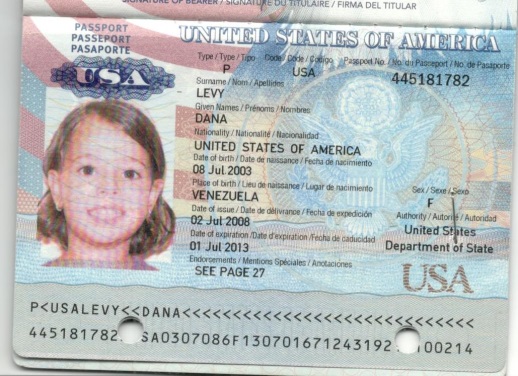 SIGNATURE OF BEARER / SIGNATURE DU TITULAIRE / FIRMA DEL TITULAR
PASSPORT
PASSEPORT
PASAPORTE
USA
UNITED STATES OF AMERICA
Type / Type / Tipo Code / Code / Código Passport No. / No. du Passeport / No. de Pasaporte
P USA 445181782
Surname / Nom / Apellidos
LEVY
Given Names / Prénoms / Nombres
DANA
Nationality / Nationalité / Nacionalidad
UNITED STATES OF AMERICA
Date of birth / Date de naissance / Fecha de nacimiento
08 Jul 2003
Place of birth / Lieu de naissance / Lugar de nacimiento
VENEZUELA
Sex / Sexe / Sexo
F
Date of issue / Date de délivrance / Fecha de expedición
02 Jul 2008
Authority / Autorité / Autoridad
United States
Department of State
Date of expiration / Date d'expiration / Fecha de caducidad
01 Jul 2013
Endorsements / Mentions Spéciales / Anotaciones
SEE PAGE 27
USA
P<USALEVY<<DANA<<<<<<<<<<<<<<<<<<<<<<<<<<<<<
445181782 SA0307086F130701671243192 00214